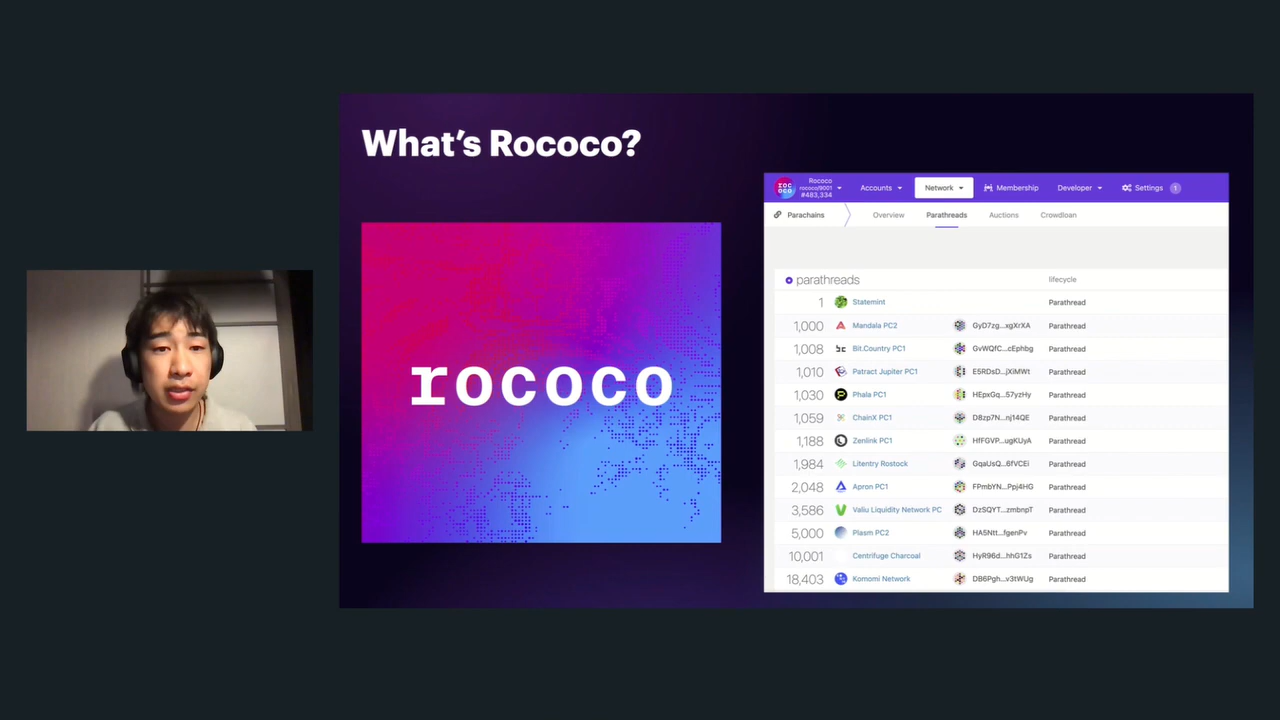 What's Rococo?
rococo
roc
oco
Rococo
rococo/9001
#483,334
Accounts
Network
Membership
Developer
Settings
1
Parachains
Overview
Parathreads
Auctions
Crowdloan
parathreads
lifecycle
1 Statemint Parathread
1,000 Mandala PC2 GyD7zg...xgXrXA Parathread
1,008 Bit.Country PC1 GvWQfC...cEphbg Parathread
1,010 Patract Jupiter PC1 E5RDsD...jXiMWt Parathread
1,030 Phala PC1 HEpxGq...57yzHy Parathread
1,059 ChainX PC1 D8zp7N...nj14QE Parathread
1,188 Zenlink PC1 HfFGVP...ugKUyA Parathread
1,984 Litentry Rostock GqaUsQ...6fVCEi Parathread
2,048 Apron PC1 FPmbYN...Ppj4HG Parathread
3,586 Valiu Liquidity Network PC DzSQYT...zmbnpT Parathread
5,000 Plasm PC2 HA5Ntt...fgenPv Parathread
10,001 Centrifuge Charcoal HyR96d...hhG1Zs Parathread
18,403 Komomi Network DB6Pgh...v3tWUg Parathread